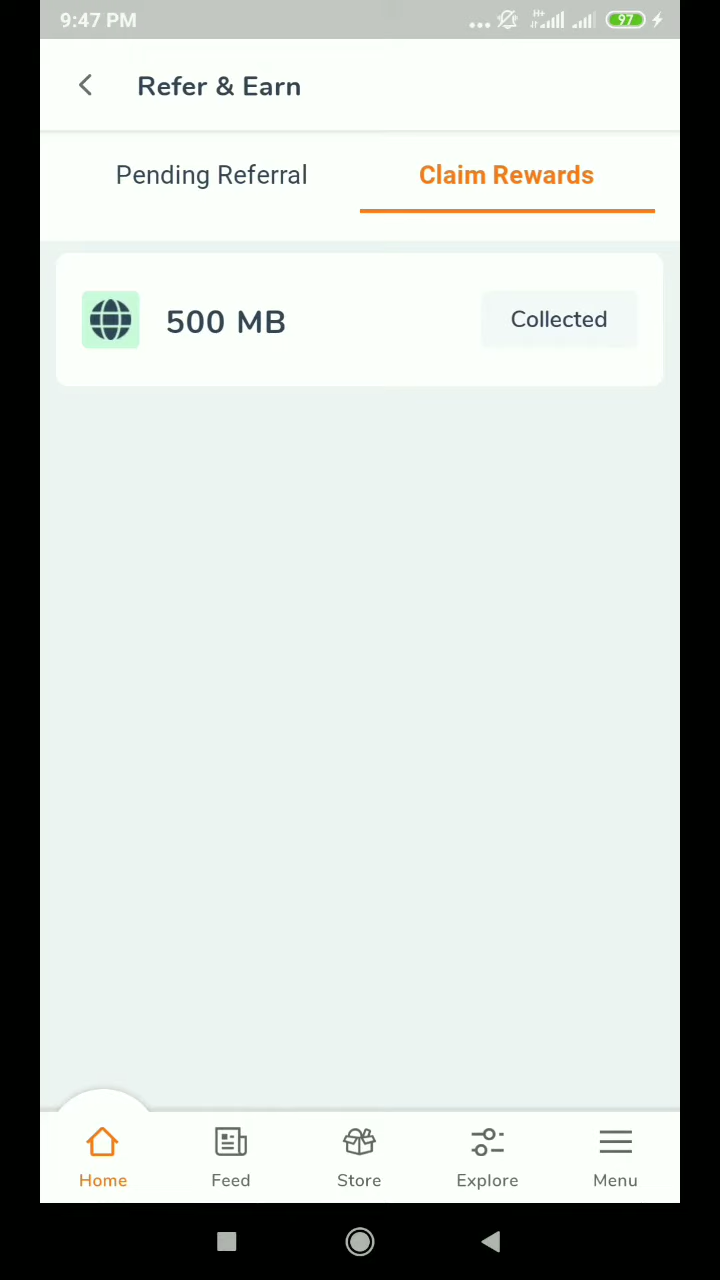 9:47 PM
H+
97
Refer & Earn
Pending Referral
Claim Rewards
500 MB
Collected
Home
Feed
Store
Explore
Menu